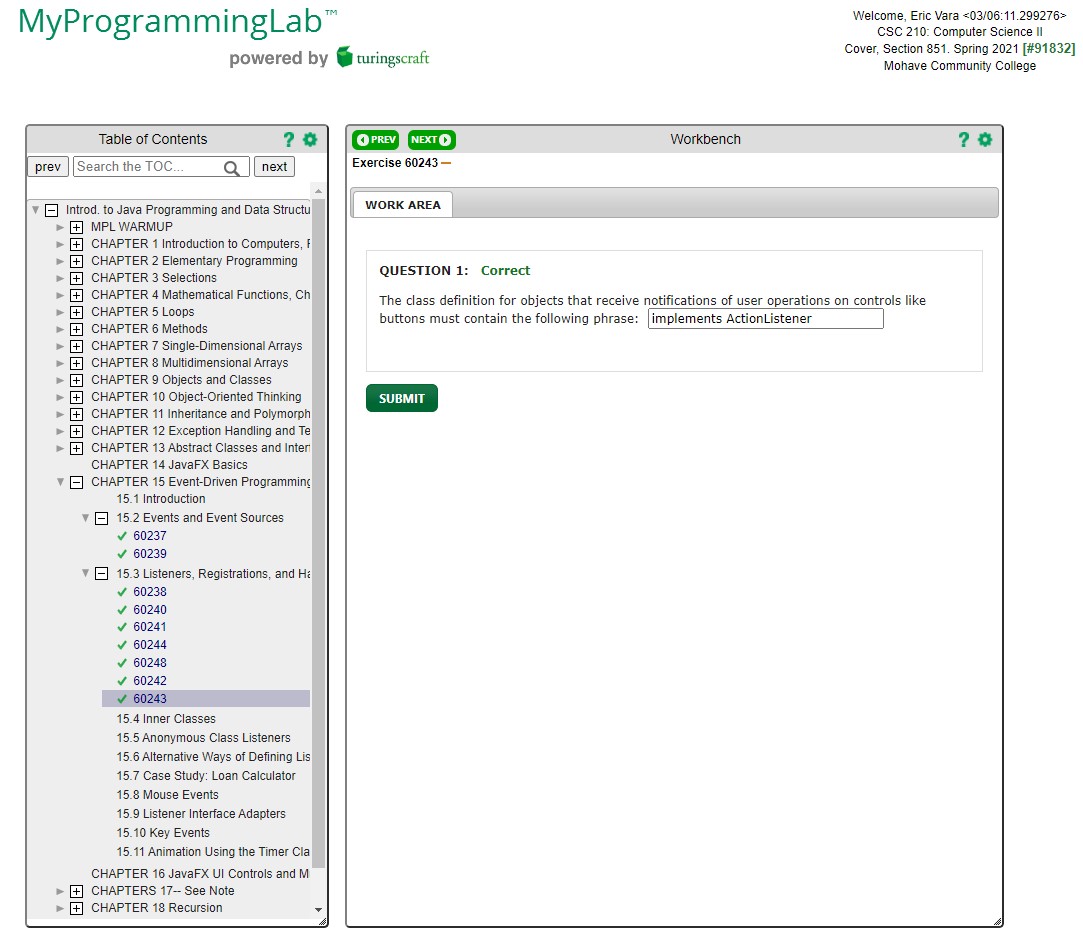 MyProgrammingLab™
powered by turingscraft
Welcome, Eric Vara <03/06:11.299276>
CSC 210: Computer Science II
Cover, Section 851. Spring 2021 [#91832]
Mohave Community College
Table of Contents
?
prev
Search the TOC...
next
Introd. to Java Programming and Data Structu
MPL WARMUP
CHAPTER 1 Introduction to Computers, P
CHAPTER 2 Elementary Programming
CHAPTER 3 Selections
CHAPTER 4 Mathematical Functions, Ch
CHAPTER 5 Loops
CHAPTER 6 Methods
CHAPTER 7 Single-Dimensional Arrays
CHAPTER 8 Multidimensional Arrays
CHAPTER 9 Objects and Classes
CHAPTER 10 Object-Oriented Thinking
CHAPTER 11 Inheritance and Polymorph
CHAPTER 12 Exception Handling and Te
CHAPTER 13 Abstract Classes and Inter
CHAPTER 14 JavaFX Basics
CHAPTER 15 Event-Driven Programming
15.1 Introduction
15.2 Events and Event Sources
60237
60239
15.3 Listeners, Registrations, and Ha
60238
60240
60241
60244
60248
60242
60243
15.4 Inner Classes
15.5 Anonymous Class Listeners
15.6 Alternative Ways of Defining Lis
15.7 Case Study: Loan Calculator
15.8 Mouse Events
15.9 Listener Interface Adapters
15.10 Key Events
15.11 Animation Using the Timer Cla
CHAPTER 16 JavaFX UI Controls and M
CHAPTERS 17-- See Note
CHAPTER 18 Recursion
PREV
NEXT
Workbench
?
Exercise 60243
WORK AREA
QUESTION 1: Correct
The class definition for objects that receive notifications of user operations on controls like
buttons must contain the following phrase: implements ActionListener
SUBMIT